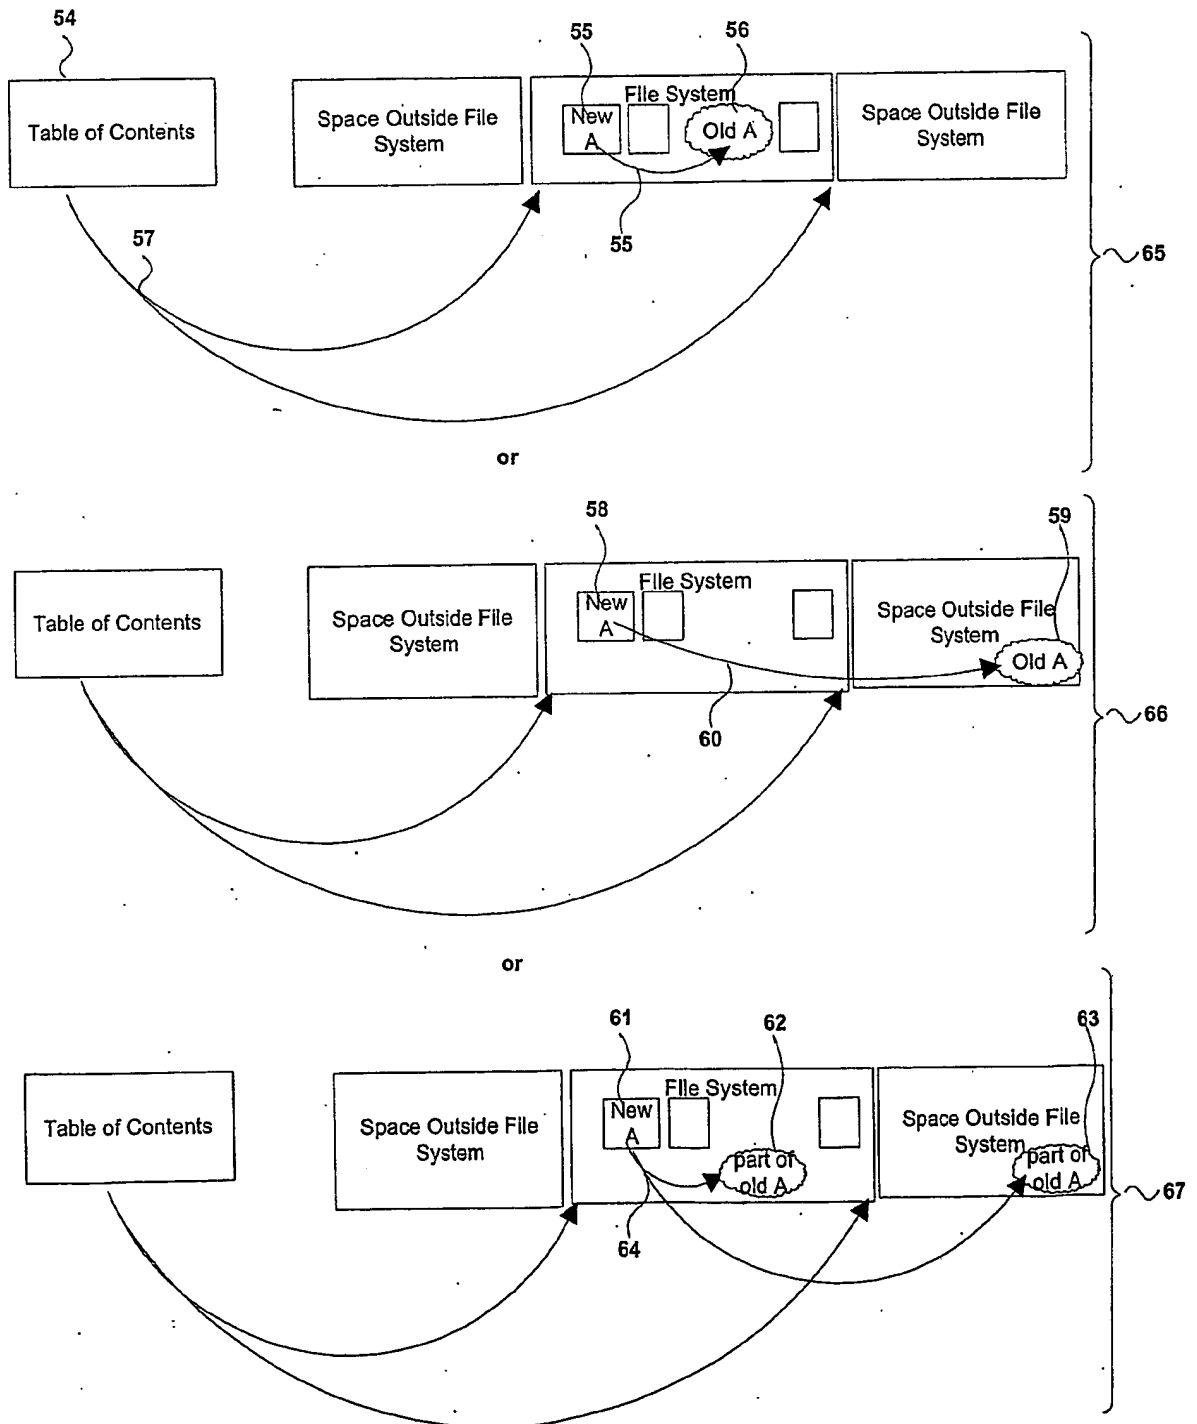 54
55
56
Table of Contents
Space Outside File
System
File System
New
A
Old A
Space Outside File
System
57
55
65
or
58
59
Table of Contents
Space Outside File
System
File System
New
A
Space Outside File
System
Old A
60
66
or
61
62
63
Table of Contents
Space Outside File
System
File System
New
A
part of
old A
Space Outside File
System
part of
old A
64
67